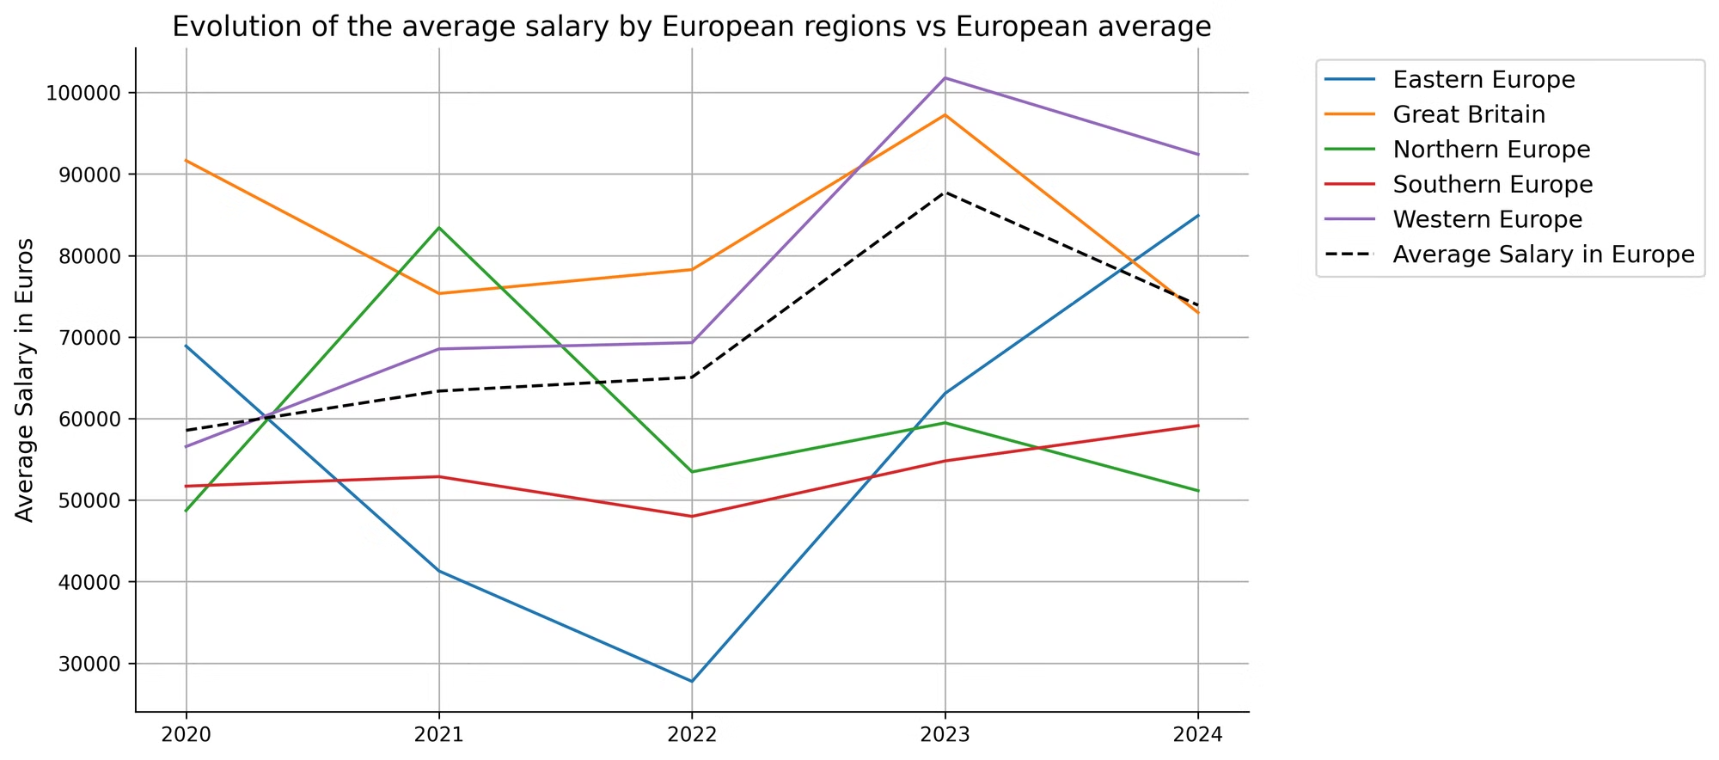 Evolution of the average salary by European regions vs European average
Average Salary in Euros
100000
90000
80000
70000
60000
50000
40000
30000
2020
2021
2022
2023
2024
Eastern Europe
Great Britain
Northern Europe
Southern Europe
Western Europe
Average Salary in Europe